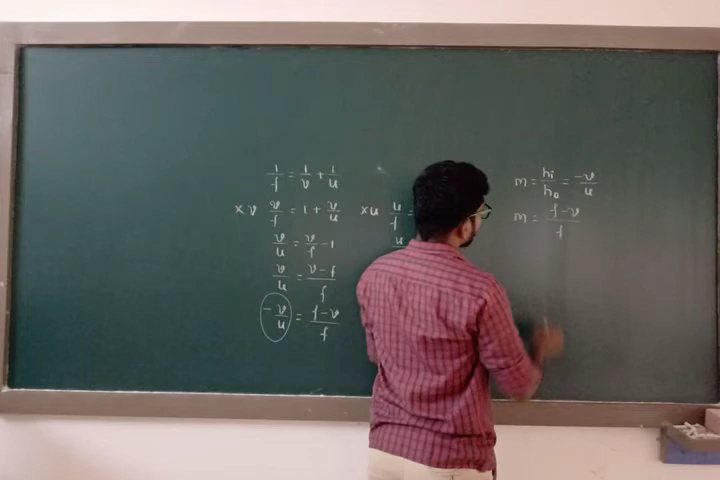 1/f = 1/v + 1/u
×v v/f = 1 + v/u
v/u = v/f - 1
v/u = v-f/f
-v/u = f-v/f
×u u/f =
u
m = hi/ho = -v/u
m = f-v/f